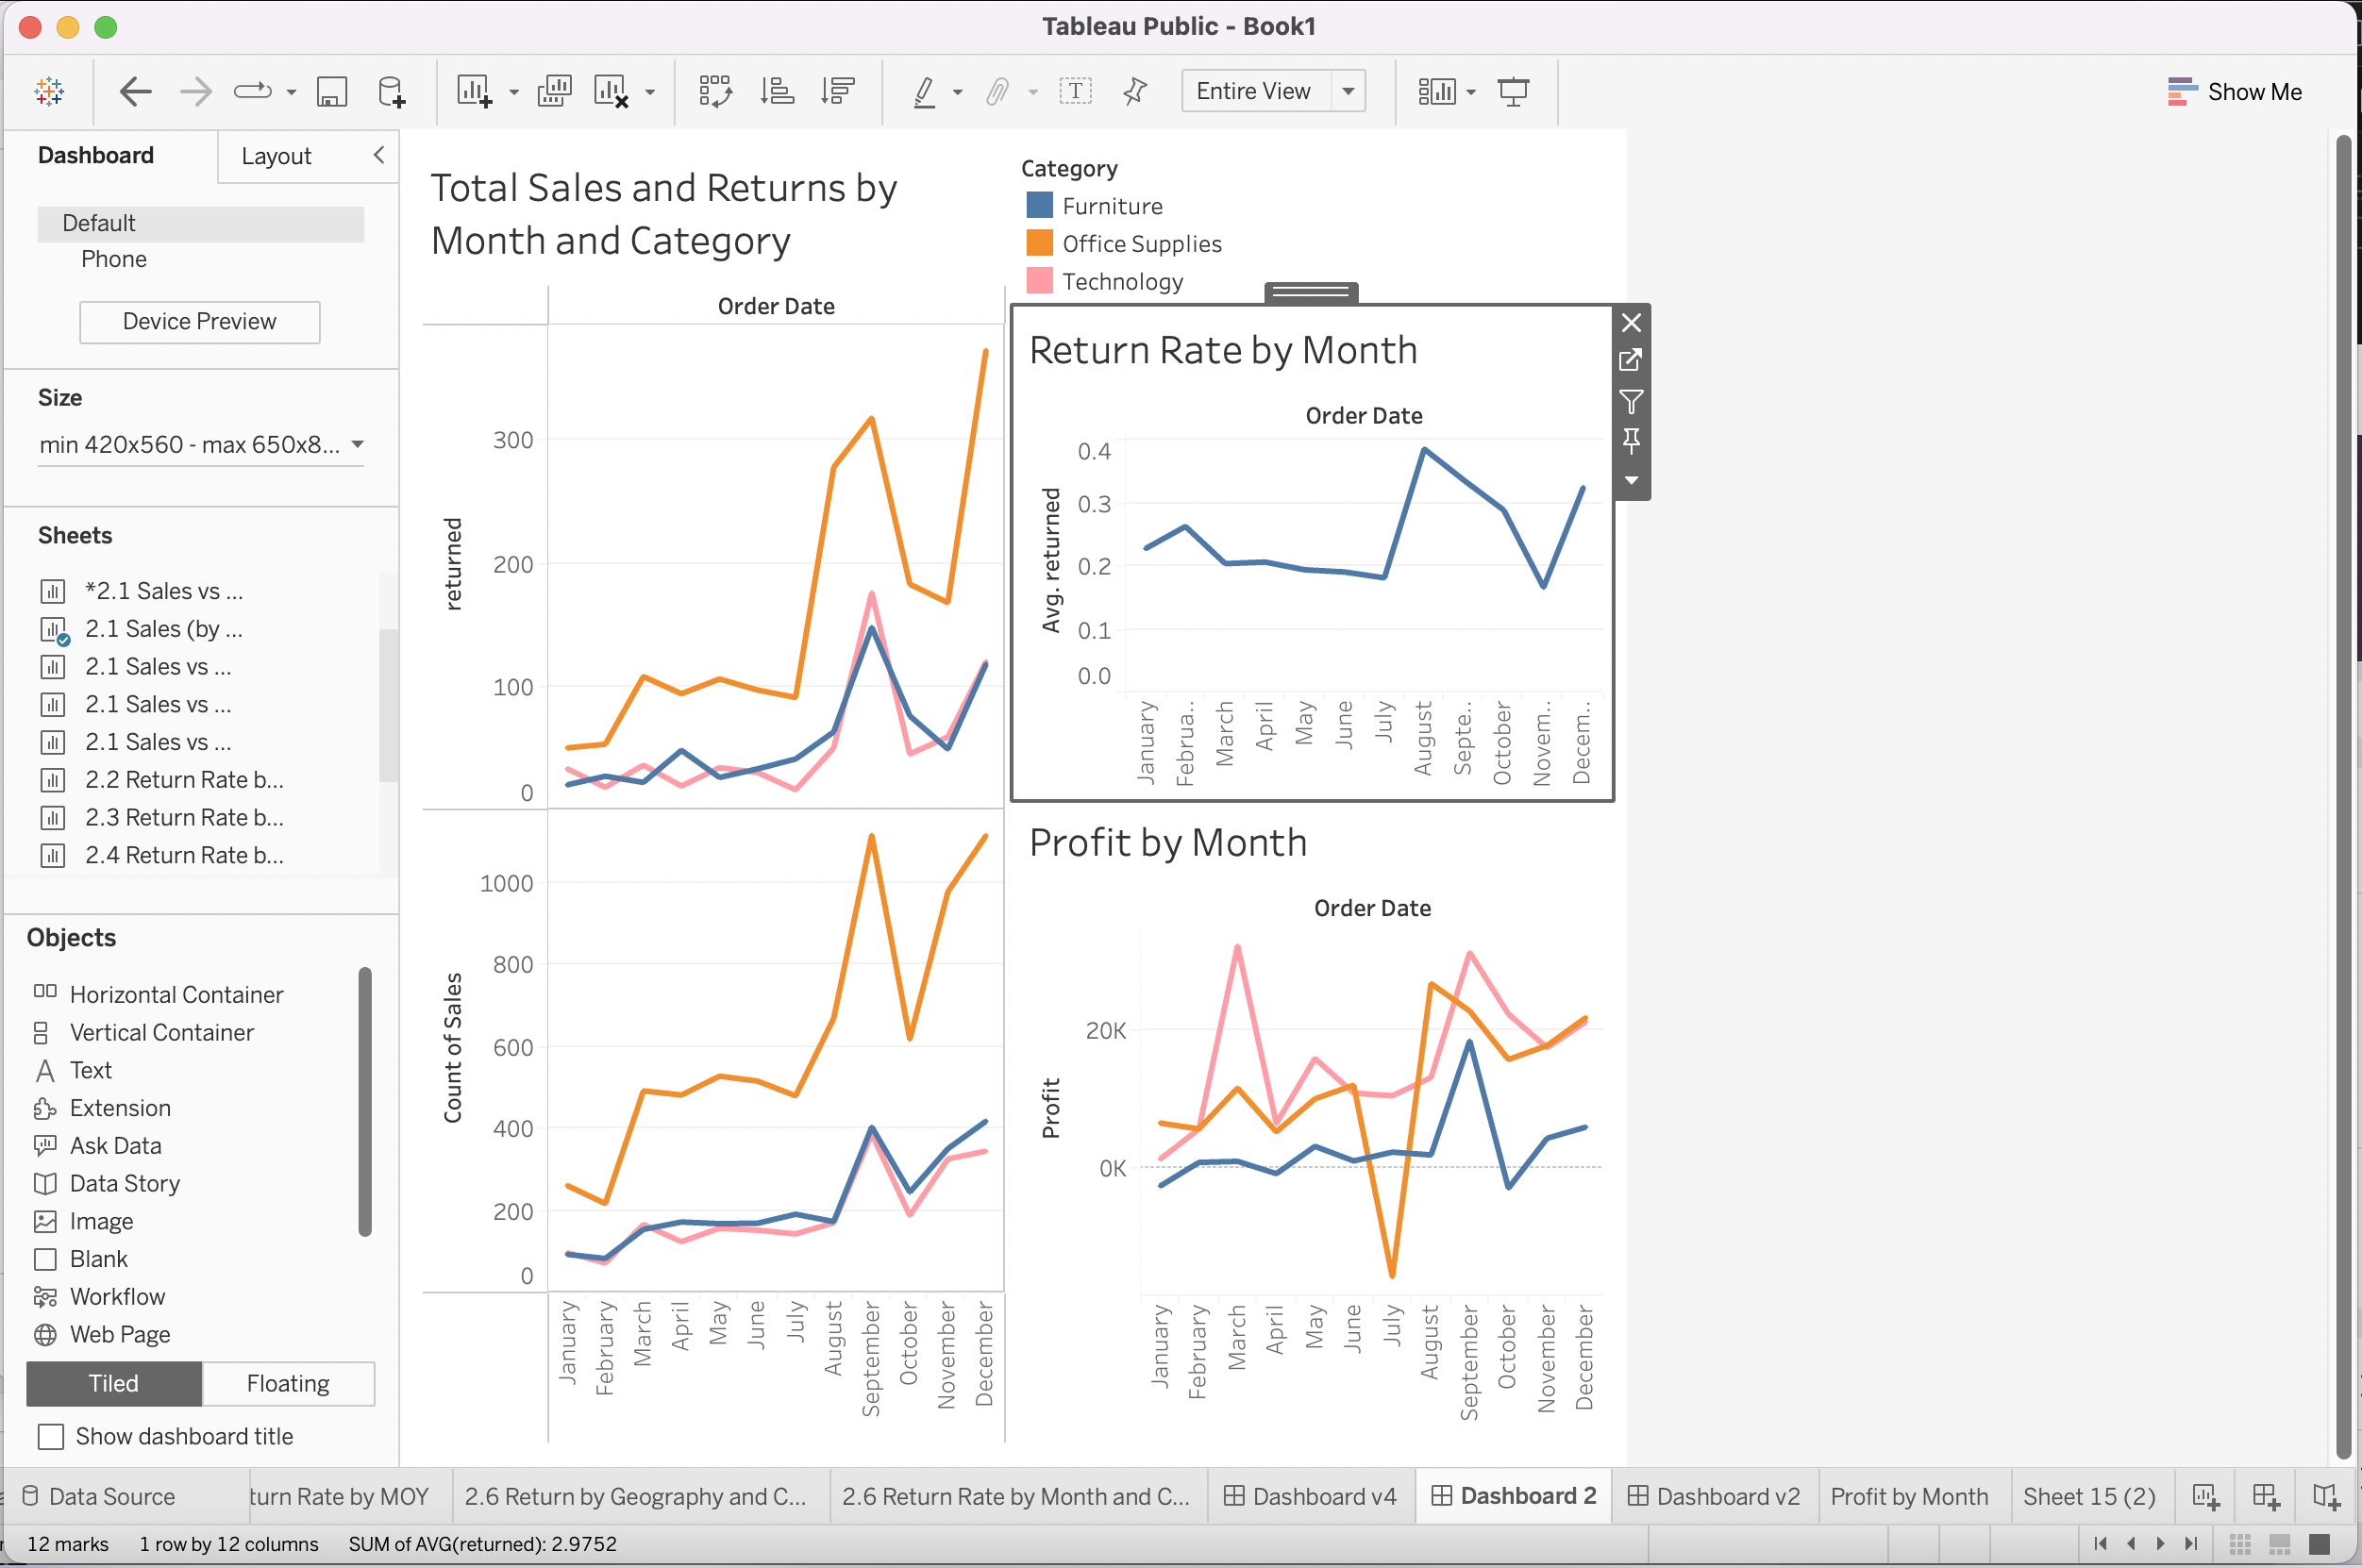 Tableau Public - Book1
Entire View
Show Me
Dashboard
Layout
Default
Phone
Device Preview
Size
min 420x560 - max 650x8...
Sheets
*2.1 Sales vs ...
2.1 Sales (by ...
2.1 Sales vs ...
2.1 Sales vs ...
2.1 Sales vs ...
2.2 Return Rate b...
2.3 Return Rate b...
2.4 Return Rate b...
Objects
Horizontal Container
Vertical Container
Text
Extension
Ask Data
Data Story
Image
Blank
Workflow
Web Page
Tiled
Floating
Show dashboard title
Total Sales and Returns by
Month and Category
Order Date
returned
300
200
100
0
Count of Sales
1000
800
600
400
200
0
January
February
March
April
May
June
July
August
September
October
November
December
Category
Furniture
Office Supplies
Technology
Return Rate by Month
Order Date
Avg. returned
0.4
0.3
0.2
0.1
0.0
January
Februa..
March
April
May
June
July
August
Septe..
October
Novem..
Decem..
Profit by Month
Order Date
Profit
20K
0K
January
February
March
April
May
June
July
August
September
October
November
December
Data Source
turn Rate by MOY
2.6 Return by Geography and C...
2.6 Return Rate by Month and C...
Dashboard v4
Dashboard 2
Dashboard v2
Profit by Month
Sheet 15 (2)
12 marks
1 row by 12 columns
SUM of AVG(returned): 2.9752